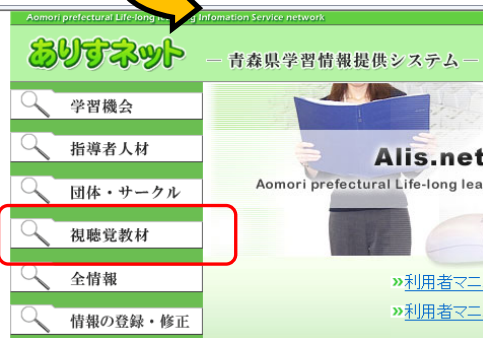 Aomori prefectural Life-long Infomation Service network
ありすネット
― 青森県学習情報提供システム ―
学習機会
指導者人材
団体・サークル
視聴覚教材
全情報
情報の登録・修正
Alis.net
Aomori prefectural Life-long lea
»利用者マニ
»利用者マニ